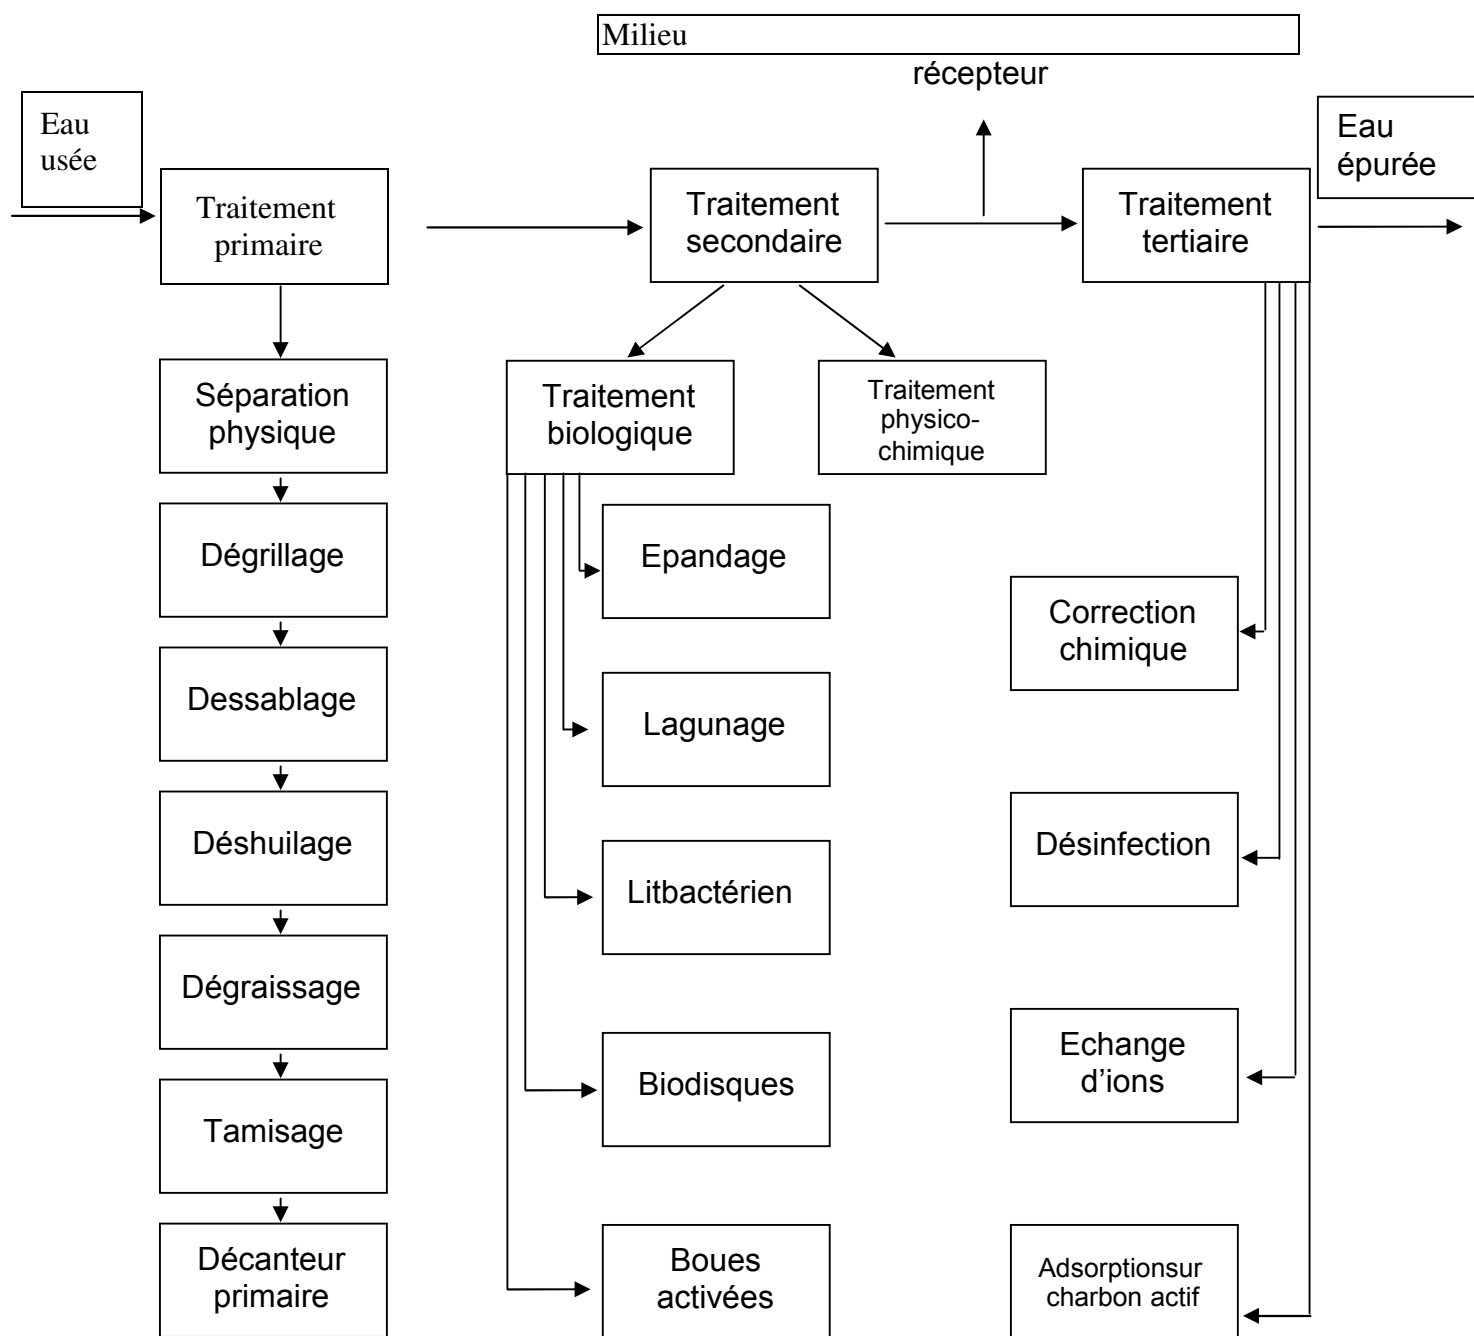 Milieu
récepteur
Eau
usée
Eau
épurée
Traitement
primaire
Traitement
secondaire
Traitement
tertiaire
Séparation
physique
Traitement
biologique
Traitement
physico-
chimique
Dégrillage
Epandage
Correction
chimique
Dessablage
Lagunage
Déshuilage
Litbactérien
Désinfection
Dégraissage
Biodisques
Echange
d’ions
Tamisage
Décanteur
primaire
Boues
activées
Adsorptionsur
charbon actif